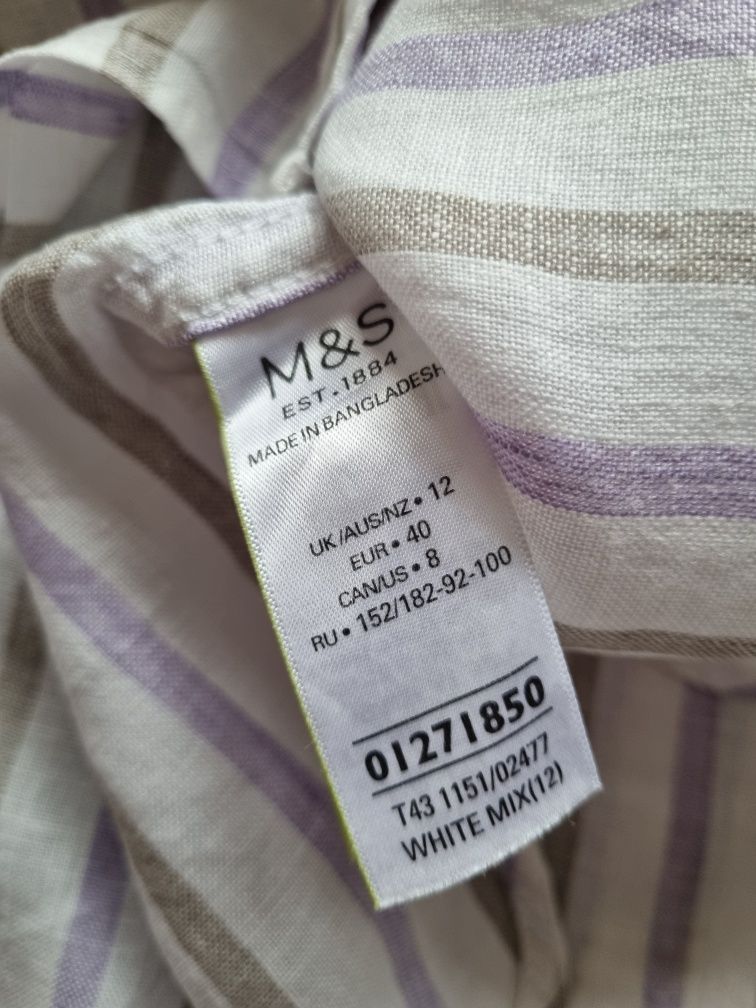 M&S
EST.1884
MADE IN BANGLADESH
UK/AUS/NZ • 12
EUR • 40
CAN/US • 8
RU • 152/182-92-100
01271850
T43 1151/02477
WHITE MIX(12)